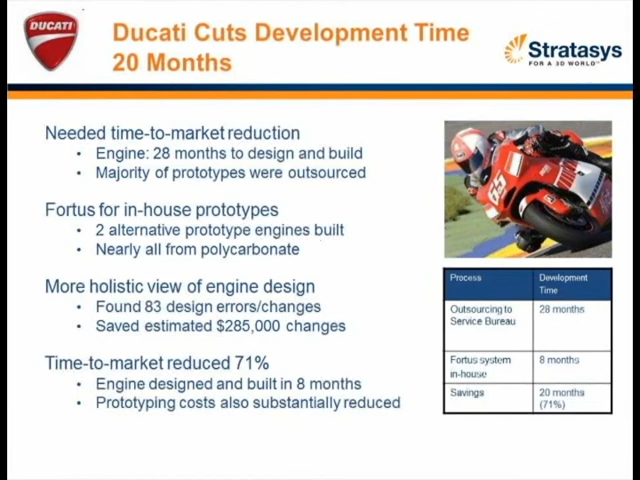 DUCATI
Ducati Cuts Development Time
20 Months
Stratasys
FOR A 3D WORLD™
Needed time-to-market reduction
• Engine: 28 months to design and build
• Majority of prototypes were outsourced
Fortus for in-house prototypes
• 2 alternative prototype engines built
• Nearly all from polycarbonate
More holistic view of engine design
• Found 83 design errors/changes
• Saved estimated $285,000 changes
Time-to-market reduced 71%
• Engine designed and built in 8 months
• Prototyping costs also substantially reduced
65
Process Development
Time
Outsourcing to 28 months
Service Bureau
Fortus system 8 months
in-house
Savings 20 months
(71%)